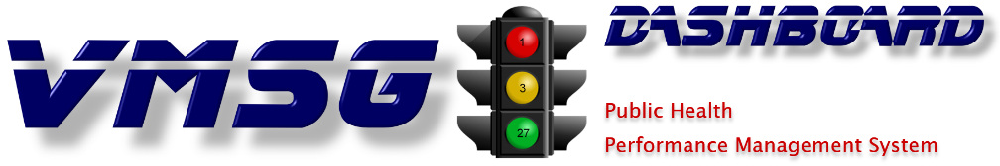 VMSG
1
3
27
DASHBOARD
Public Health
Performance Management System